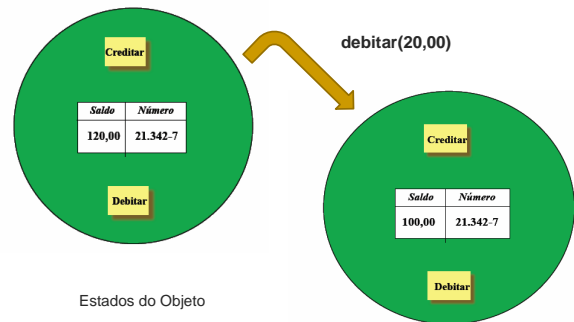 Creditar
debitar(20,00)
Saldo Número
120,00 21.342-7
Debitar
Creditar
Saldo Número
100,00 21.342-7
Debitar
Estados do Objeto